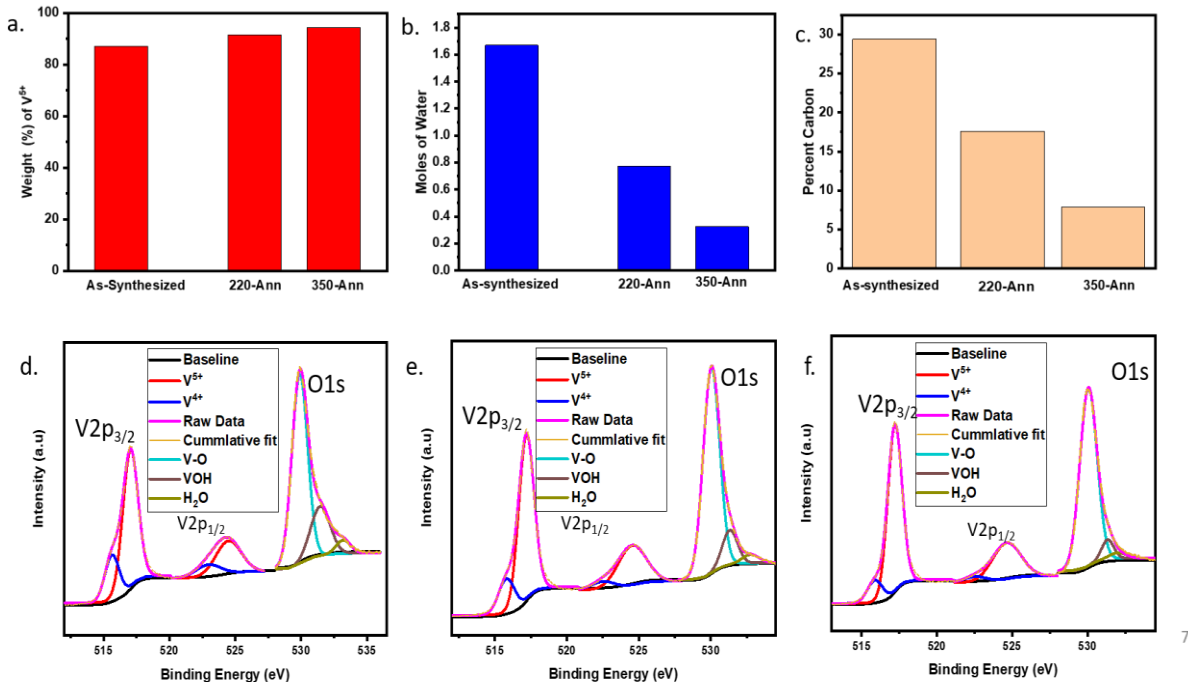 a.
Weight (%) of V⁵⁺
100
80
60
40
20
0
As-Synthesized
220-Ann
350-Ann
b.
Moles of Water
1.8
1.6
1.4
1.2
1.0
0.8
0.6
0.4
0.2
0.0
As-Synthesized
220-Ann
350-Ann
c.
Percent Carbon
30
25
20
15
10
5
0
As-Synthesized
220-Ann
350-Ann
d.
Intensity (a.u)
Baseline
V⁵⁺
V⁴⁺
Raw Data
Cummlative fit
V-O
VOH
H₂O
V2p₃/₂
V2p₁/₂
O1s
515 520 525 530 535
Binding Energy (eV)
e.
Intensity (a.u)
Baseline
V⁵⁺
V⁴⁺
Raw Data
Cummlative fit
V-O
VOH
H₂O
V2p₃/₂
V2p₁/₂
O1s
515 520 525 530
Binding Energy (eV)
f.
Intensity (a.u)
Baseline
V⁵⁺
V⁴⁺
Raw Data
Cummlative fit
V-O
VOH
H₂O
V2p₃/₂
V2p₁/₂
O1s
515 520 525 530
Binding Energy (eV)
7